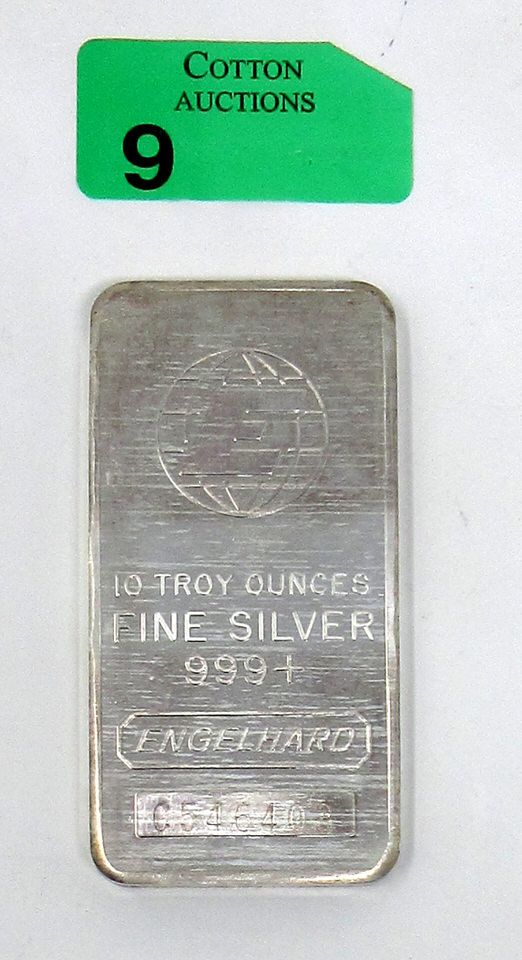 COTTON
AUCTIONS
9
E
10 TROY OUNCES
FINE SILVER
999+
ENGELHARD